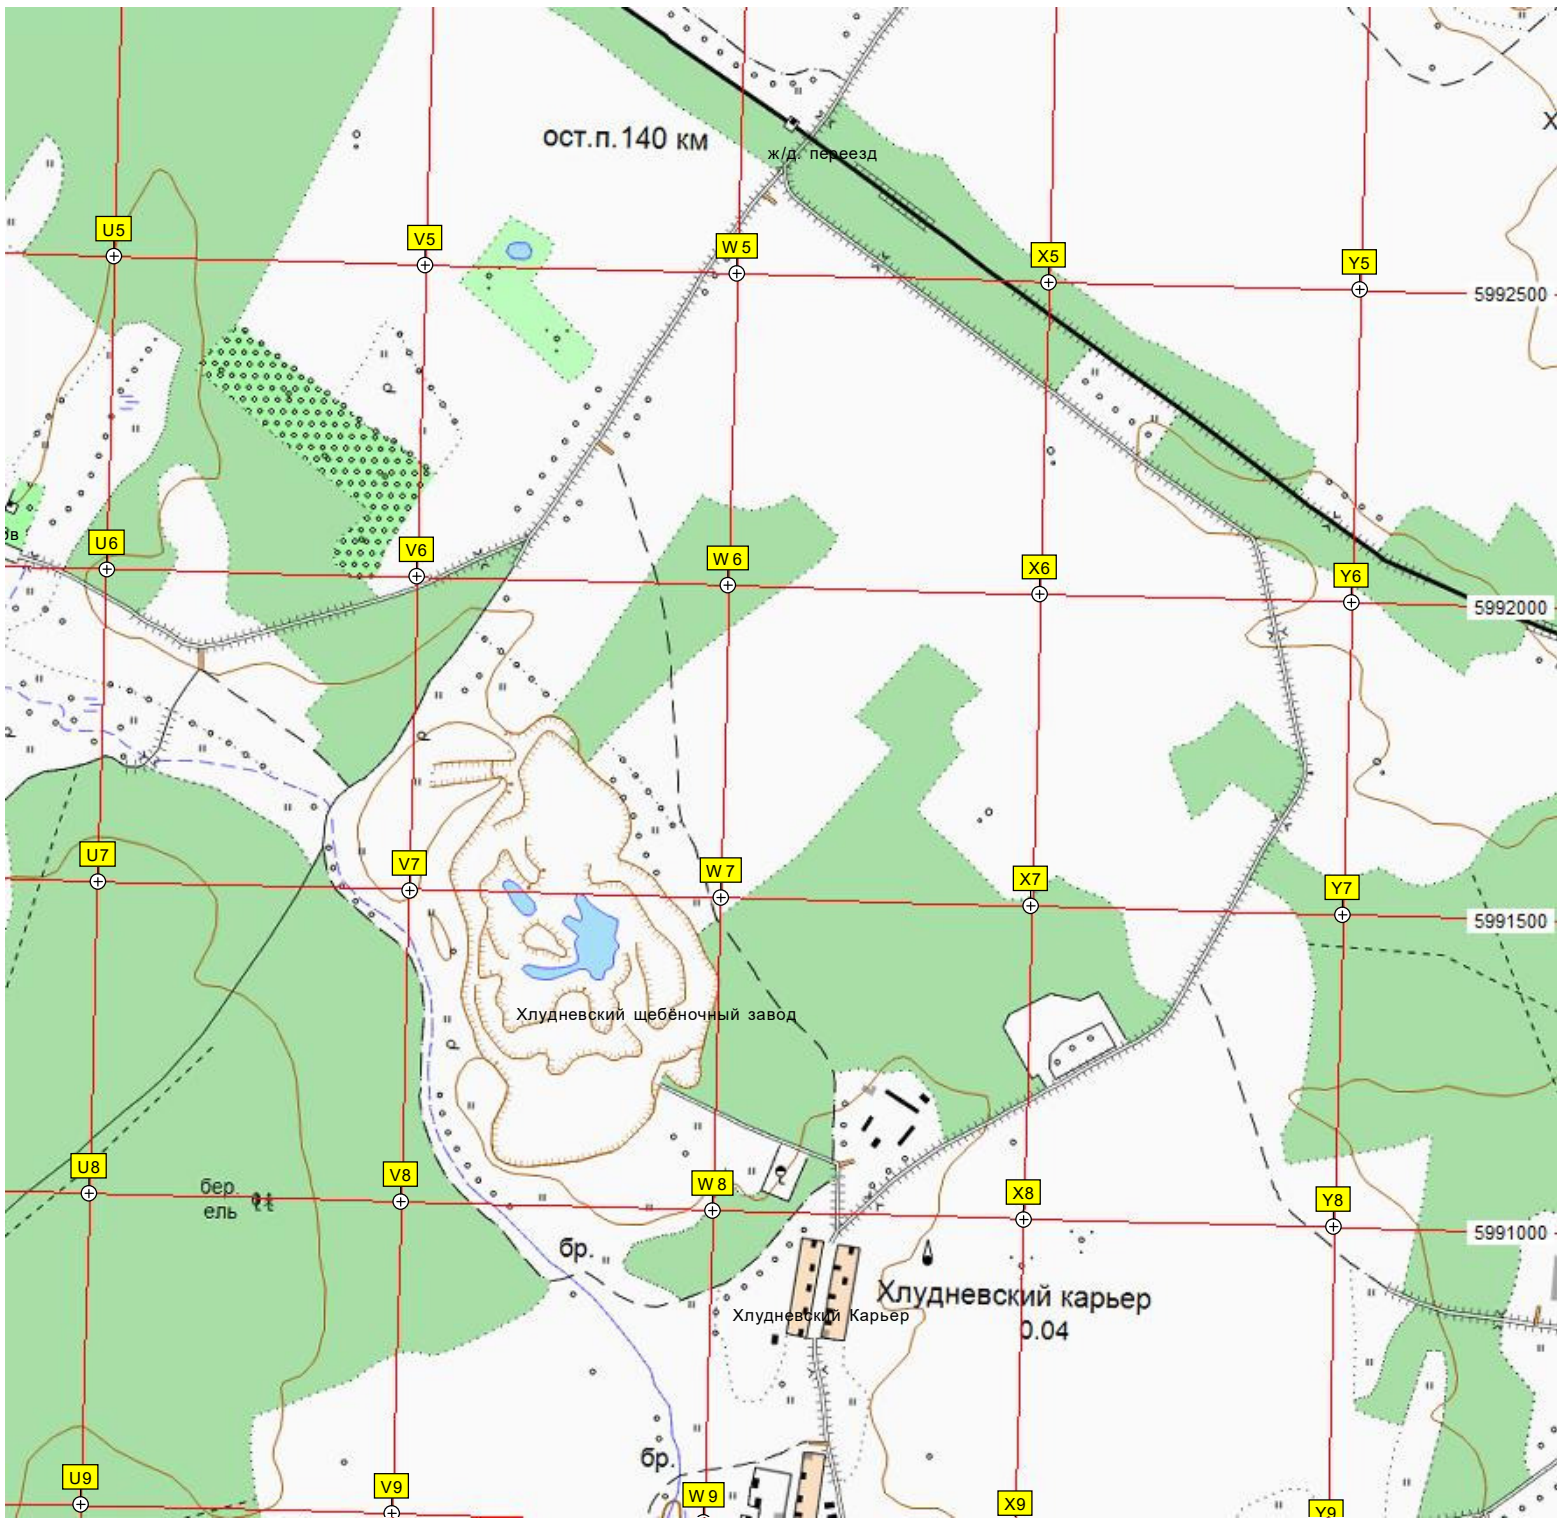 ост.п.140 км
ж/д. переезд
U5
V5
W5
X5
Y5
5992500
U6
V6
W6
X6
Y6
5992000
U7
V7
W7
X7
Y7
5991500
Хлудневский щебёночный завод
U8
V8
W8
X8
Y8
5991000
бер.
ель
бр.
Хлудневский карьер
Хлудневский Карьер
0.04
бр.
U9
V9
W9
X9
Y9